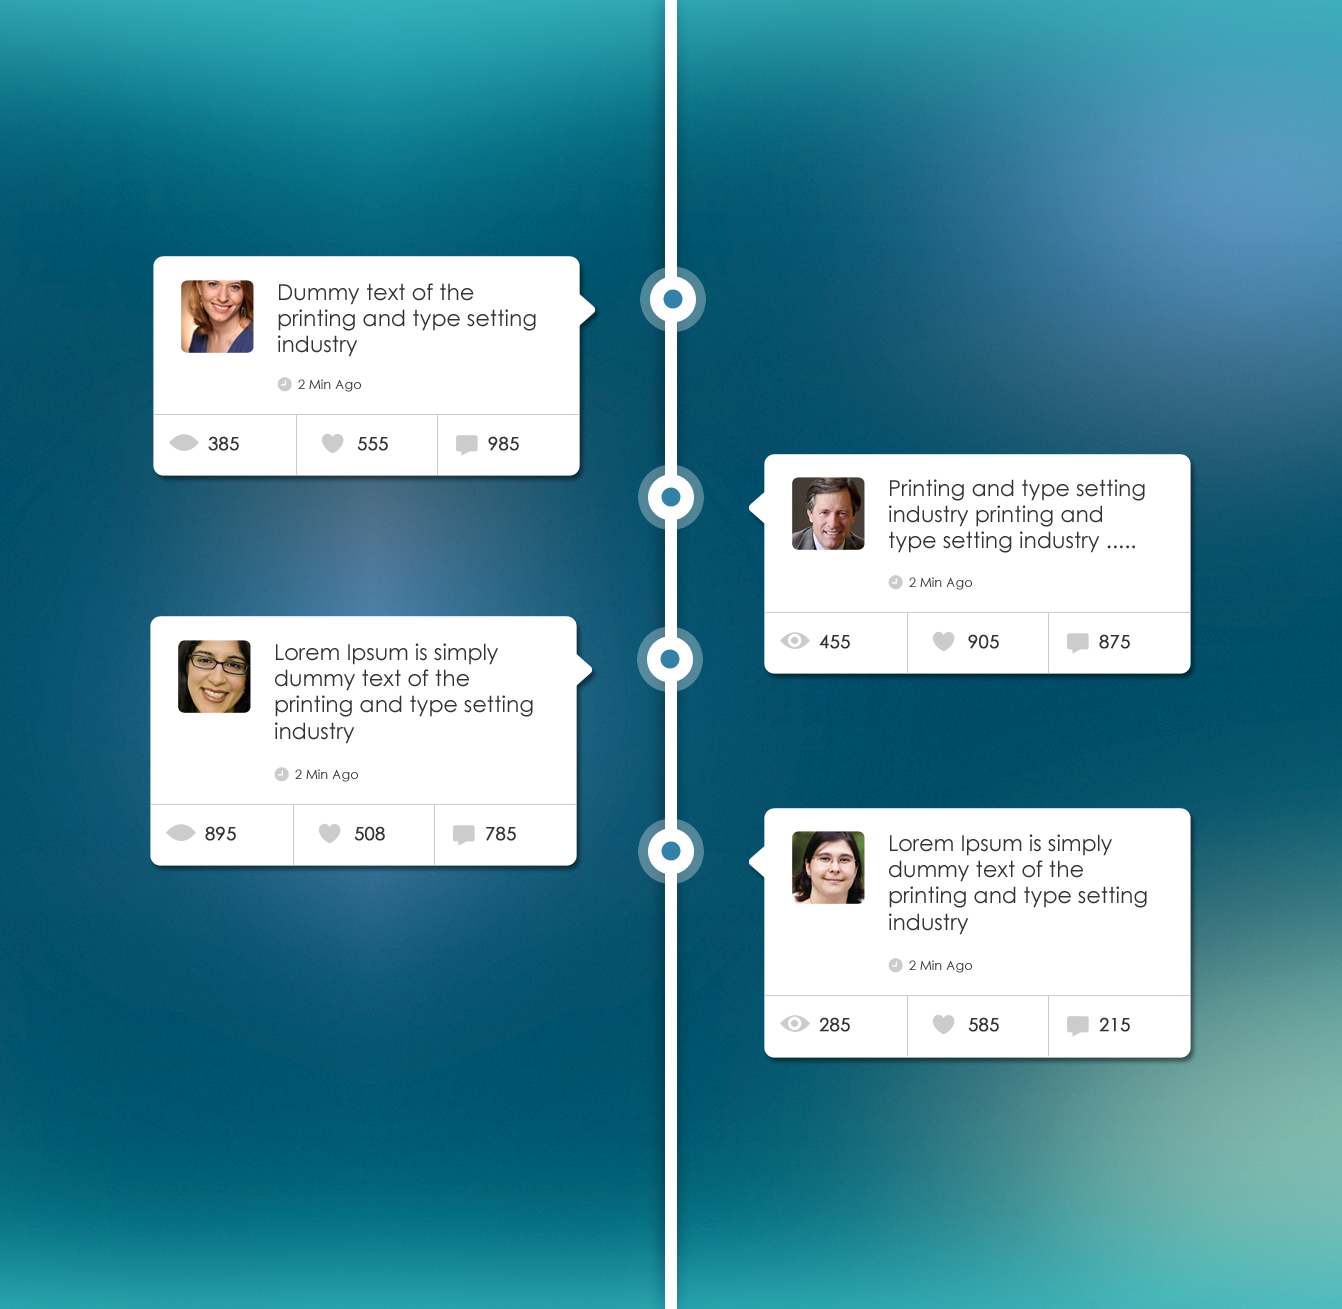 Dummy text of the
printing and type setting
industry
2 Min Ago
385 555 985
Printing and type setting
industry printing and
type setting industry .....
2 Min Ago
455 905 875
Lorem Ipsum is simply
dummy text of the
printing and type setting
industry
2 Min Ago
895 508 785
Lorem Ipsum is simply
dummy text of the
printing and type setting
industry
2 Min Ago
285 585 215